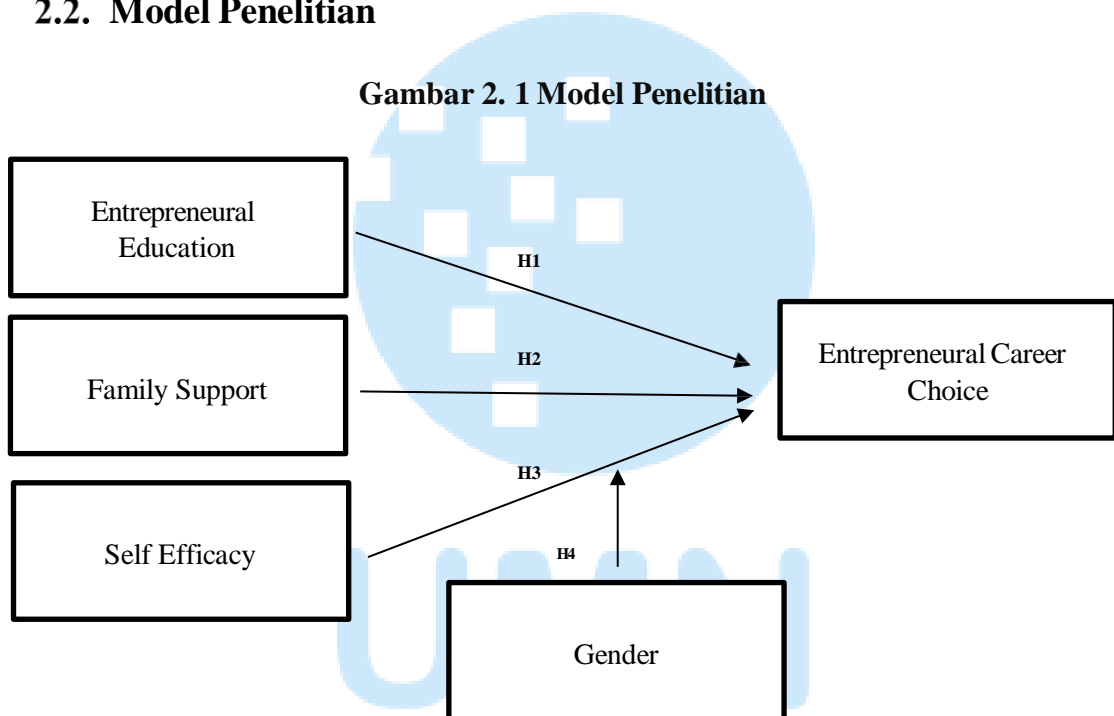 2.2. Model Penelitian
Gambar 2. 1 Model Penelitian
Entrepreneural
Education
H1
Family Support
H2
Entrepreneural Career
Choice
H3
Self Efficacy
H4
Gender
UMN